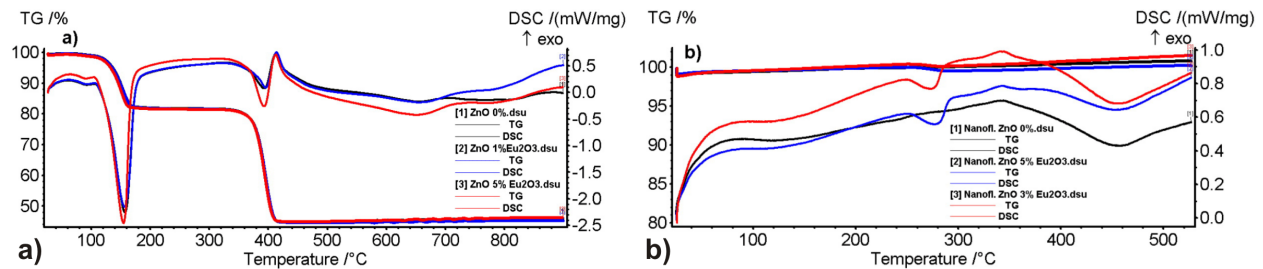 TG /%
DSC /(mW/mg)
↑ exo
a)
100
90
80
70
60
50
0.5
0.0
-0.5
-1.0
-1.5
-2.0
-2.5
[1] ZnO 0%.dsu
TG
DSC
[2] ZnO 1%Eu2O3.dsu
TG
DSC
[3] ZnO 5% Eu2O3.dsu
TG
DSC
100 200 300 400 500 600 700 800
Temperature /°C
a)
TG /%
DSC /(mW/mg)
↑ exo
b)
100
95
90
85
80
1.0
0.8
0.6
0.4
0.2
0.0
[1] Nanofl. ZnO 0%.dsu
TG
DSC
[2] Nanofl. ZnO 5% Eu2O3.dsu
TG
DSC
[3] Nanofl. ZnO 3% Eu2O3.dsu
TG
DSC
100 200 300 400 500
Temperature /°C
b)